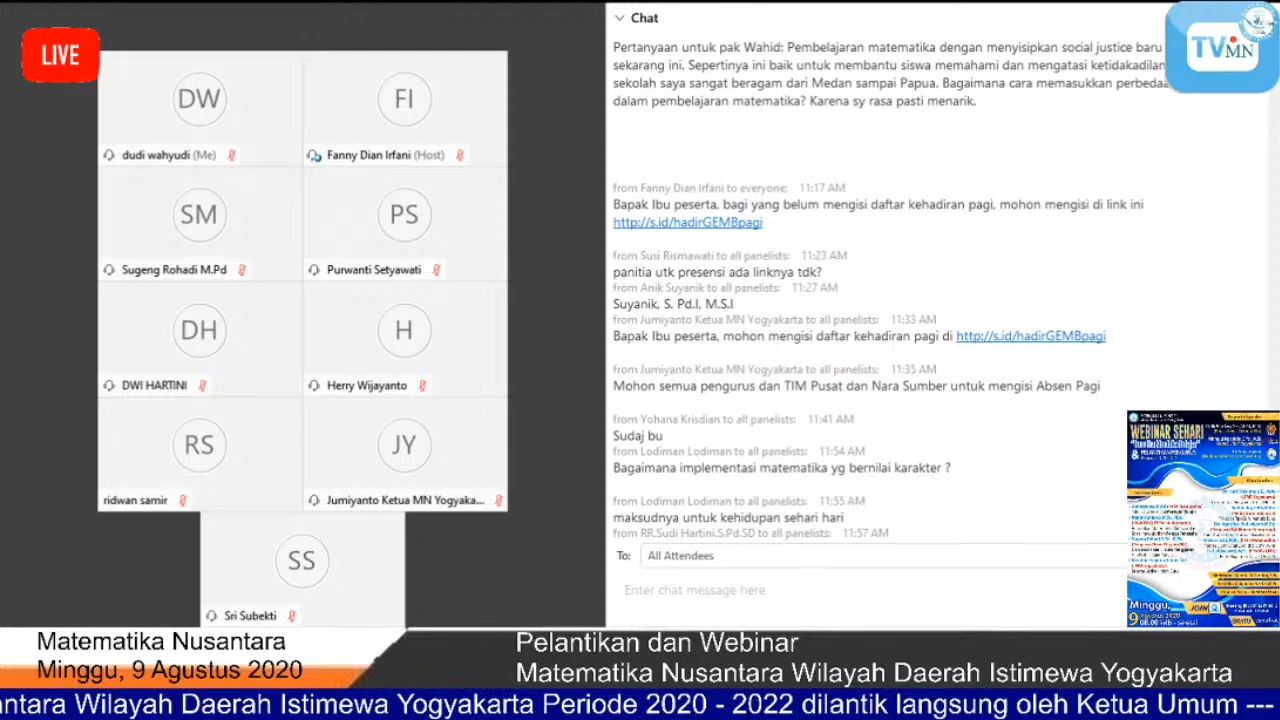 LIVE
DW
dudi wahyudi (Me)
FI
Fanny Dian Irfani (Host)
SM
Sugeng Rohadi M.Pd
PS
Purwanti Setyawati
DH
DWI HARTINI
H
Herry Wijayanto
RS
ridwan samir
JY
Jumiyanto Ketua MN Yogyaka...
SS
Sri Subekti
Chat
Pertanyaan untuk pak Wahid: Pembelajaran matematika dengan menyisipkan social justice baru
sekarang ini. Sepertinya ini baik untuk membantu siswa memahami dan mengatasi ketidakadilan
sekolah saya sangat beragam dari Medan sampai Papua. Bagaimana cara memasukkan
dalam pembelajaran matematika? Karena sy rasa pasti menarik.
from Fanny Dian Irfani to everyone: 11:17 AM
Bapak Ibu peserta, bagi yang belum mengisi daftar kehadiran pagi, mohon mengisi di link ini
http://s.id/hadirGEMBpagi
from Susi Rismawati to all panelists: 11:23 AM
panitia utk presensi ada linknya tdk?
from Anik Suyanik to all panelists: 11:27 AM
Suyanik, S. Pd.I, M.S.I
from Jumiyanto Ketua MN Yogyakarta to all panelists: 11:33 AM
Bapak Ibu peserta, mohon mengisi daftar kehadiran pagi di http://s.id/hadirGEMBpagi
from Jumiyanto Ketua MN Yogyakarta to all panelists: 11:35 AM
Mohon semua pengurus dan TIM Pusat dan Nara Sumber untuk mengisi Absen Pagi
from Yohana Krisdian to all panelists: 11:41 AM
Sudaj bu
from Lodiman Lodiman to all panelists: 11:54 AM
Bagaimana implementasi matematika yg bernilai karakter ?
from Lodiman Lodiman to all panelists: 11:55 AM
maksudnya untuk kehidupan sehari hari
from RR.Sudi Hartini,S.Pd.SD to all panelists: 11:57 AM
To: All Attendees
Enter chat message here
TVMN
WEBINAR SEHARI
Minggu,
9 Agustus 2020
08.00 WIB - selesai
Matematika Nusantara
Minggu, 9 Agustus 2020
Pelantikan dan Webinar
Matematika Nusantara Wilayah Daerah Istimewa Yogyakarta
ntara Wilayah Daerah Istimewa Yogyakarta Periode 2020 - 2022 dilantik langsung oleh Ketua Umum ---